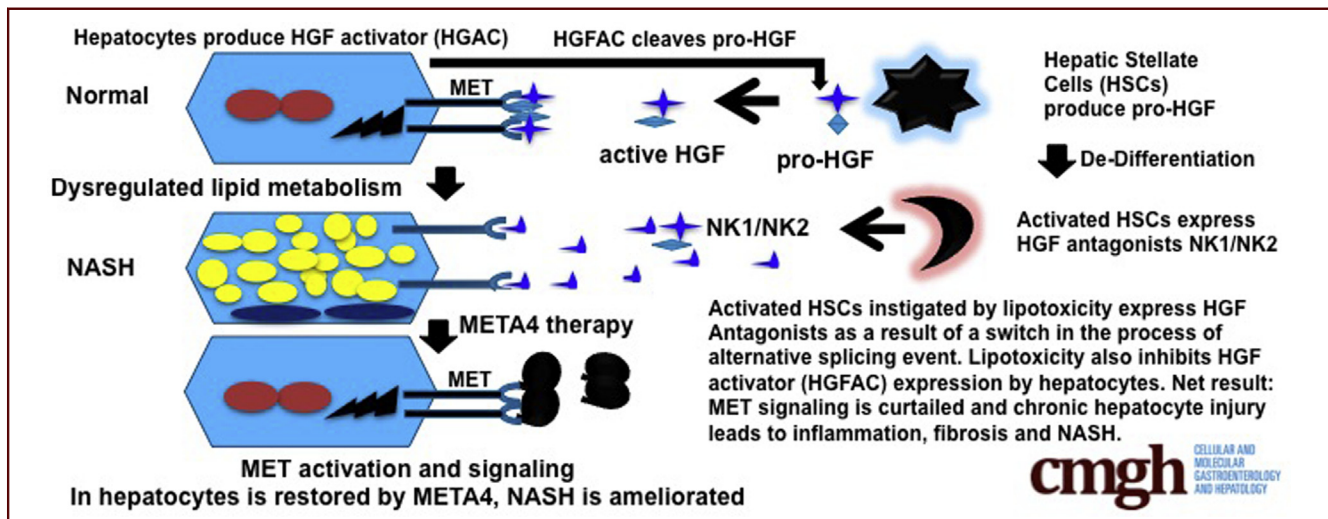 Hepatocytes produce HGF activator (HGAC)
HGFAC cleaves pro-HGF
Normal
MET
active HGF
pro-HGF
Hepatic Stellate
Cells (HSCs)
produce pro-HGF
De-Differentiation
Dysregulated lipid metabolism
NASH
NK1/NK2
Activated HSCs express
HGF antagonists NK1/NK2
META4 therapy
MET
Activated HSCs instigated by lipotoxicity express HGF
Antagonists as a result of a switch in the process of
alternative splicing event. Lipotoxicity also inhibits HGF
activator (HGFAC) expression by hepatocytes. Net result:
MET signaling is curtailed and chronic hepatocyte injury
leads to inflammation, fibrosis and NASH.
MET activation and signaling
In hepatocytes is restored by META4, NASH is ameliorated
cmgh
CELLULAR AND
MOLECULAR
GASTROENTEROLOGY
AND HEPATOLOGY